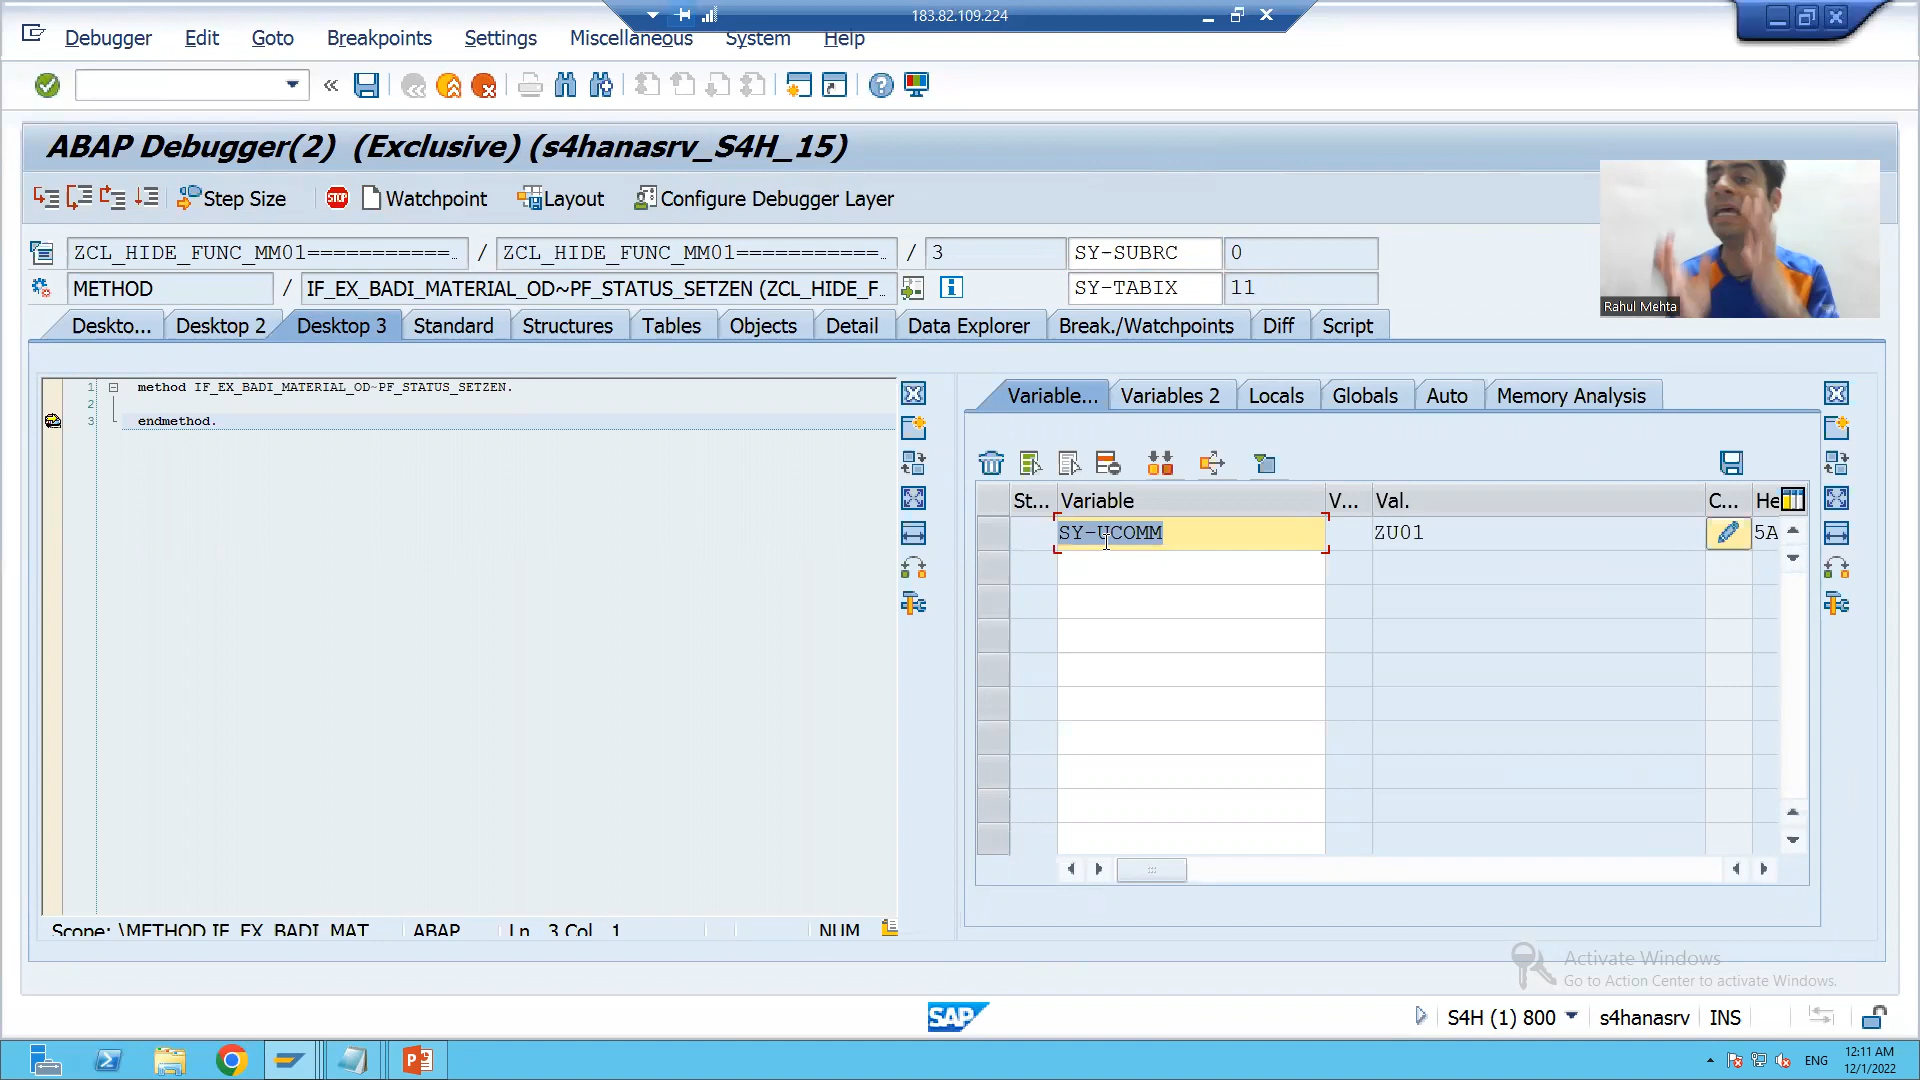 183.82.109.224
Debugger Edit Goto Breakpoints Settings Miscellaneous System Help
ABAP Debugger(2) (Exclusive) (s4hanasrv_S4H_15)
Step Size STOP Watchpoint Layout Configure Debugger Layer
ZCL_HIDE_FUNC_MM01===========… / ZCL_HIDE_FUNC_MM01===========… / 3 SY-SUBRC 0
METHOD / IF_EX_BADI_MATERIAL_OD~PF_STATUS_SETZEN (ZCL_HIDE_F… SY-TABIX 11
Rahul Mehta
Deskto... Desktop 2 Desktop 3 Standard Structures Tables Objects Detail Data Explorer Break./Watchpoints Diff Script
1 method IF_EX_BADI_MATERIAL_OD~PF_STATUS_SETZEN.
2
3 endmethod.
Variable... Variables 2 Locals Globals Auto Memory Analysis
St... Variable V... Val. C... He
SY-UCOMM ZU01 5A
Scope: \METHOD IF_EX_BADI_MAT ABAP Ln 3 Col 1 NUM
Activate Windows
Go to Action Center to activate Windows.
SAP S4H (1) 800 s4hanasrv INS
ENG 12:11 AM
12/1/2022